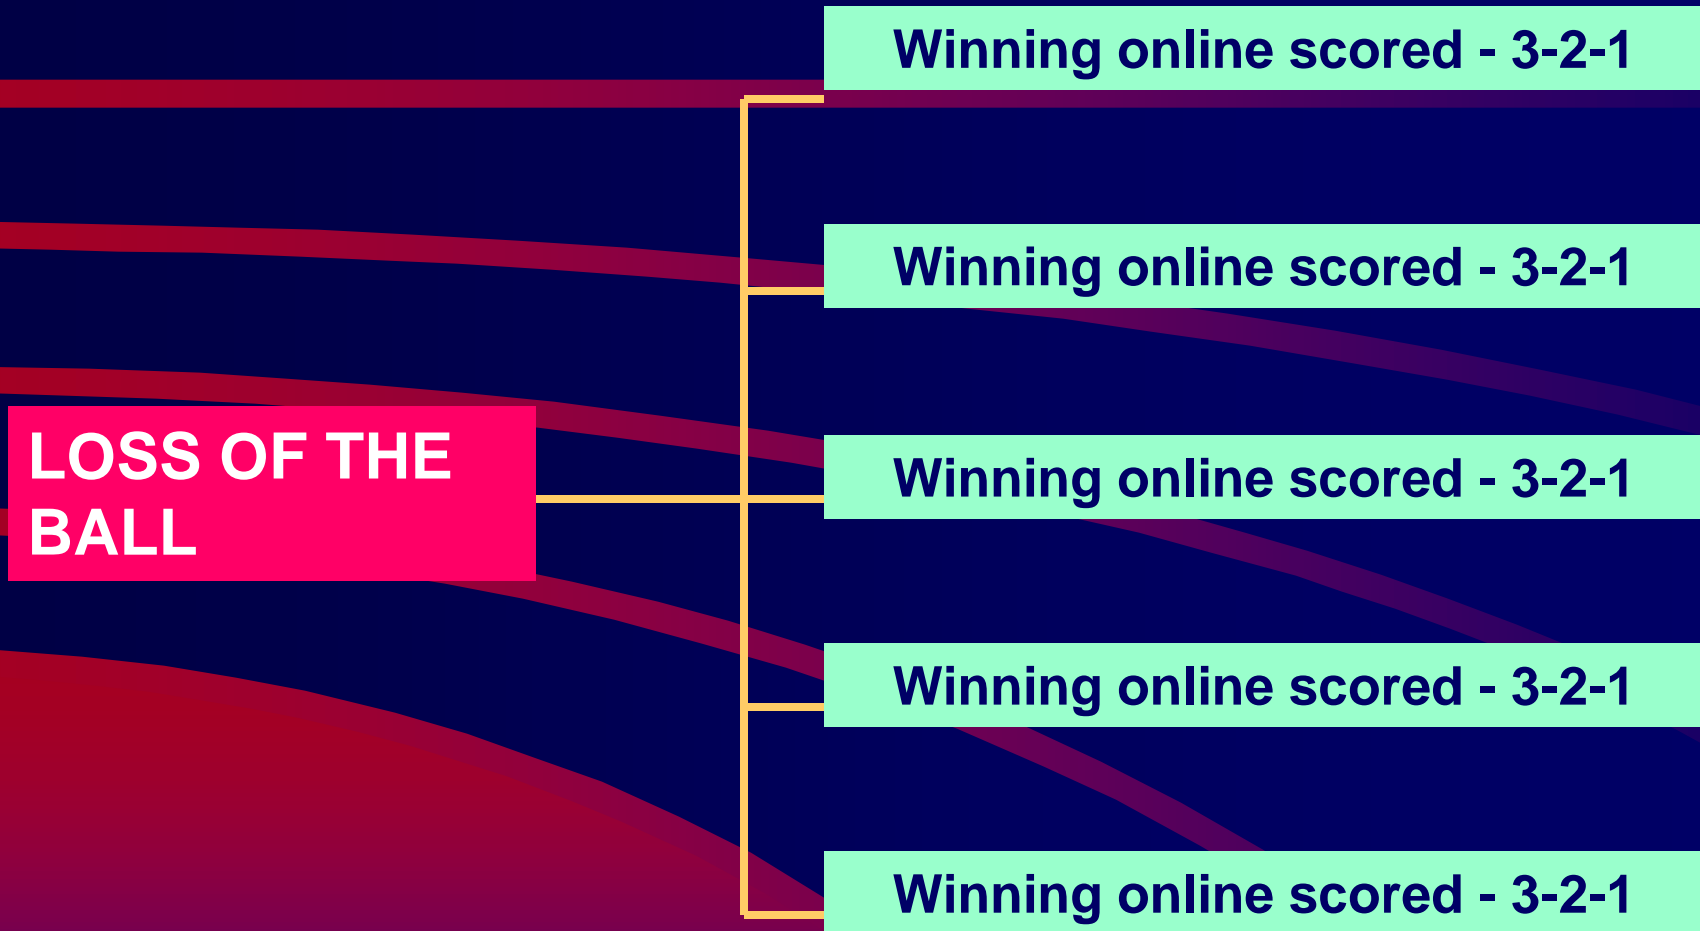 Winning online scored - 3-2-1
Winning online scored - 3-2-1
LOSS OF THE
BALL
Winning online scored - 3-2-1
Winning online scored - 3-2-1
Winning online scored - 3-2-1